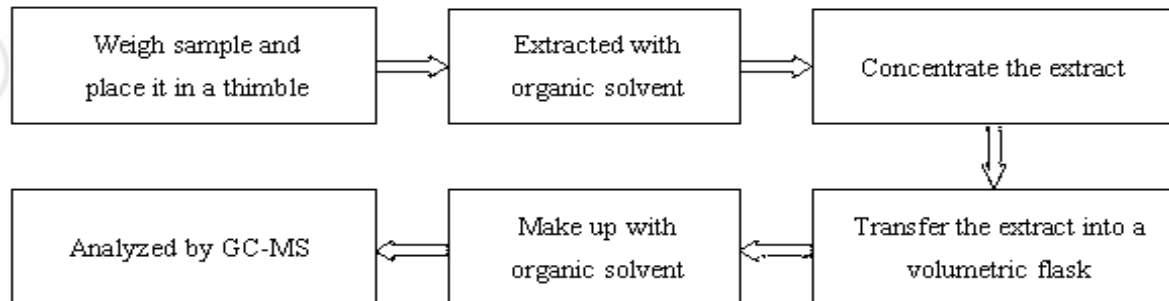 Weigh sample and
place it in a thimble
Extracted with
organic solvent
Concentrate the extract
Transfer the extract into a
volumetric flask
Make up with
organic solvent
Analyzed by GC-MS